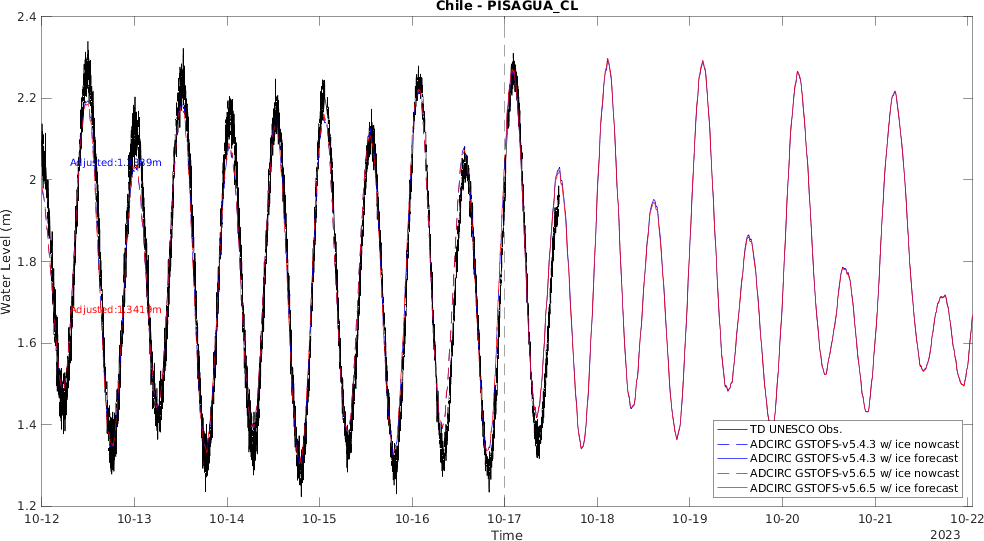 Chile - PISAGUA_CL
2.4
2.2
2
1.8
1.6
1.4
1.2
Water Level (m)
TD UNESCO Obs.
ADCIRC GSTOFS-v5.4.3 w/ ice nowcast
ADCIRC GSTOFS-v5.4.3 w/ ice forecast
ADCIRC GSTOFS-v5.6.5 w/ ice nowcast
ADCIRC GSTOFS-v5.6.5 w/ ice forecast
10-12 10-13 10-14 10-15 10-16 10-17 10-18 10-19 10-20 10-21 10-22
Time
2023